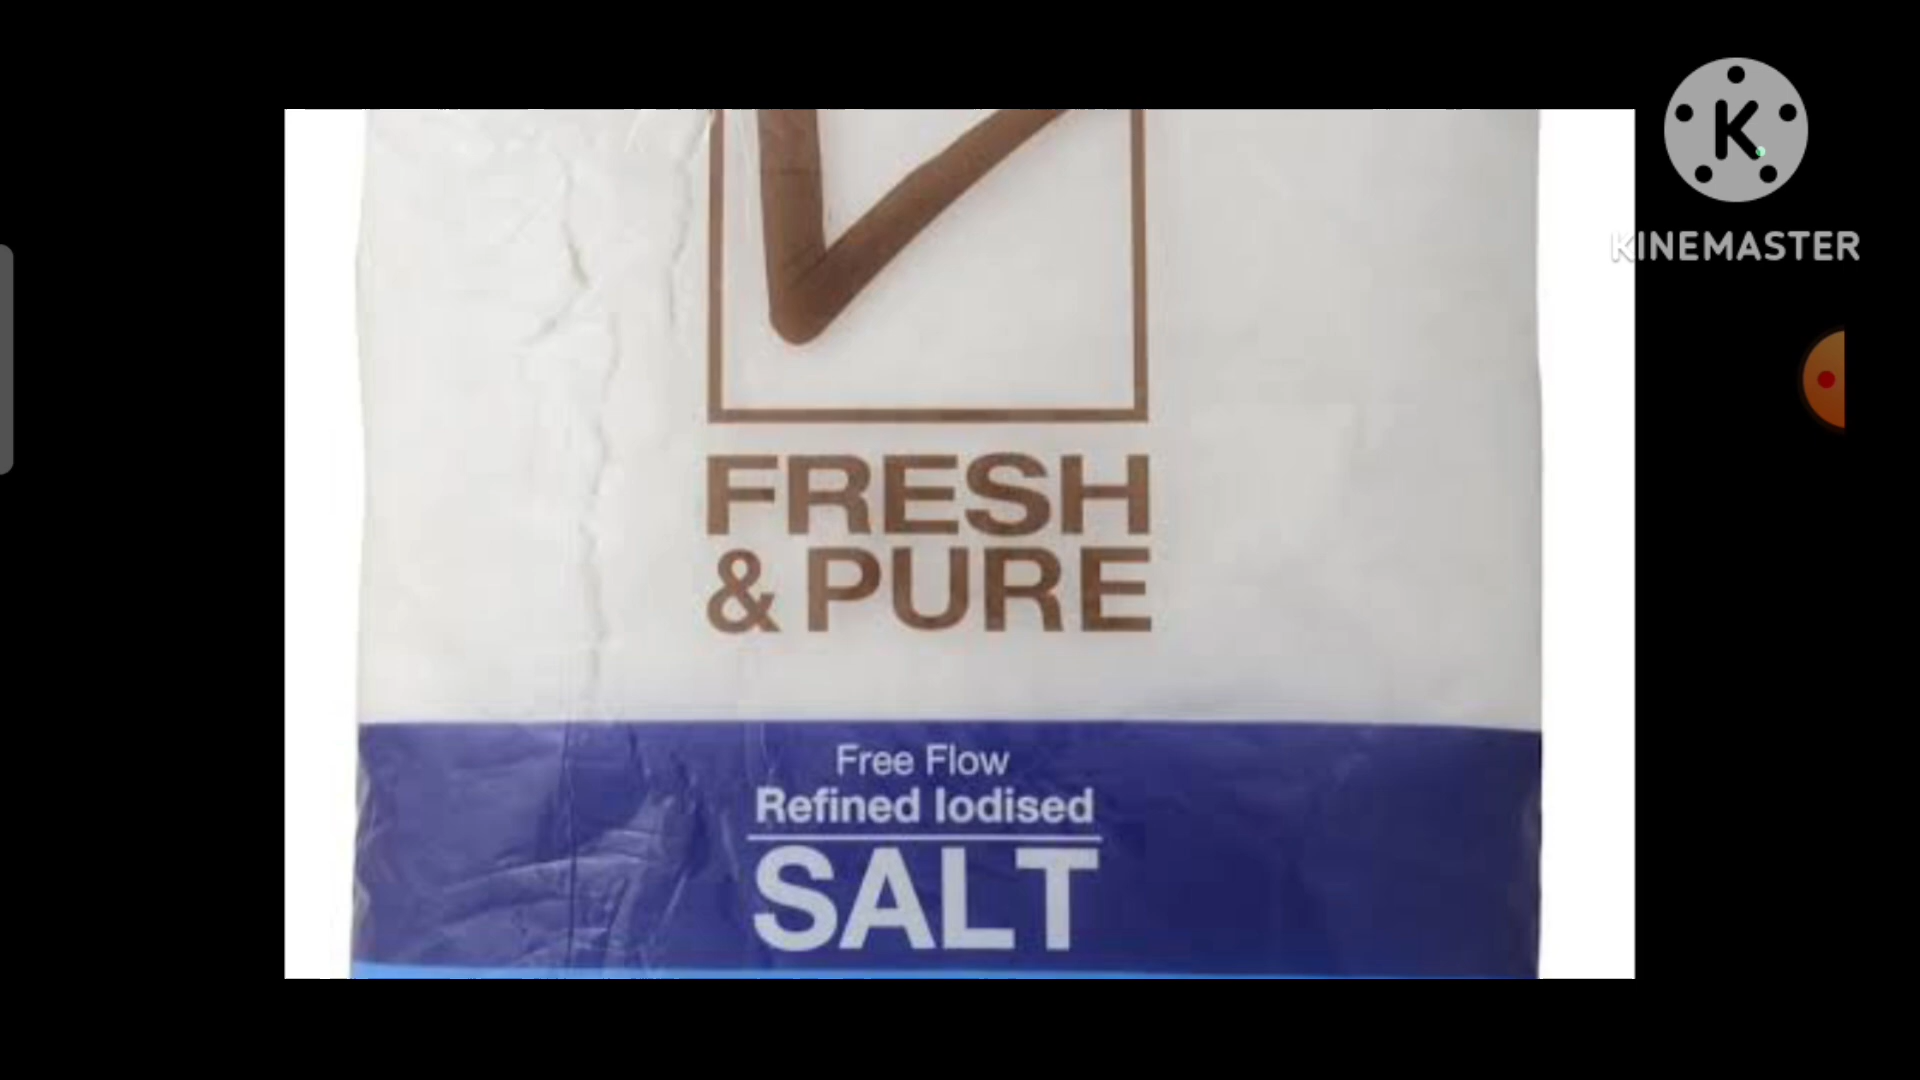 K
KINEMASTER
FRESH
& PURE
Free Flow
Refined Iodised
SALT